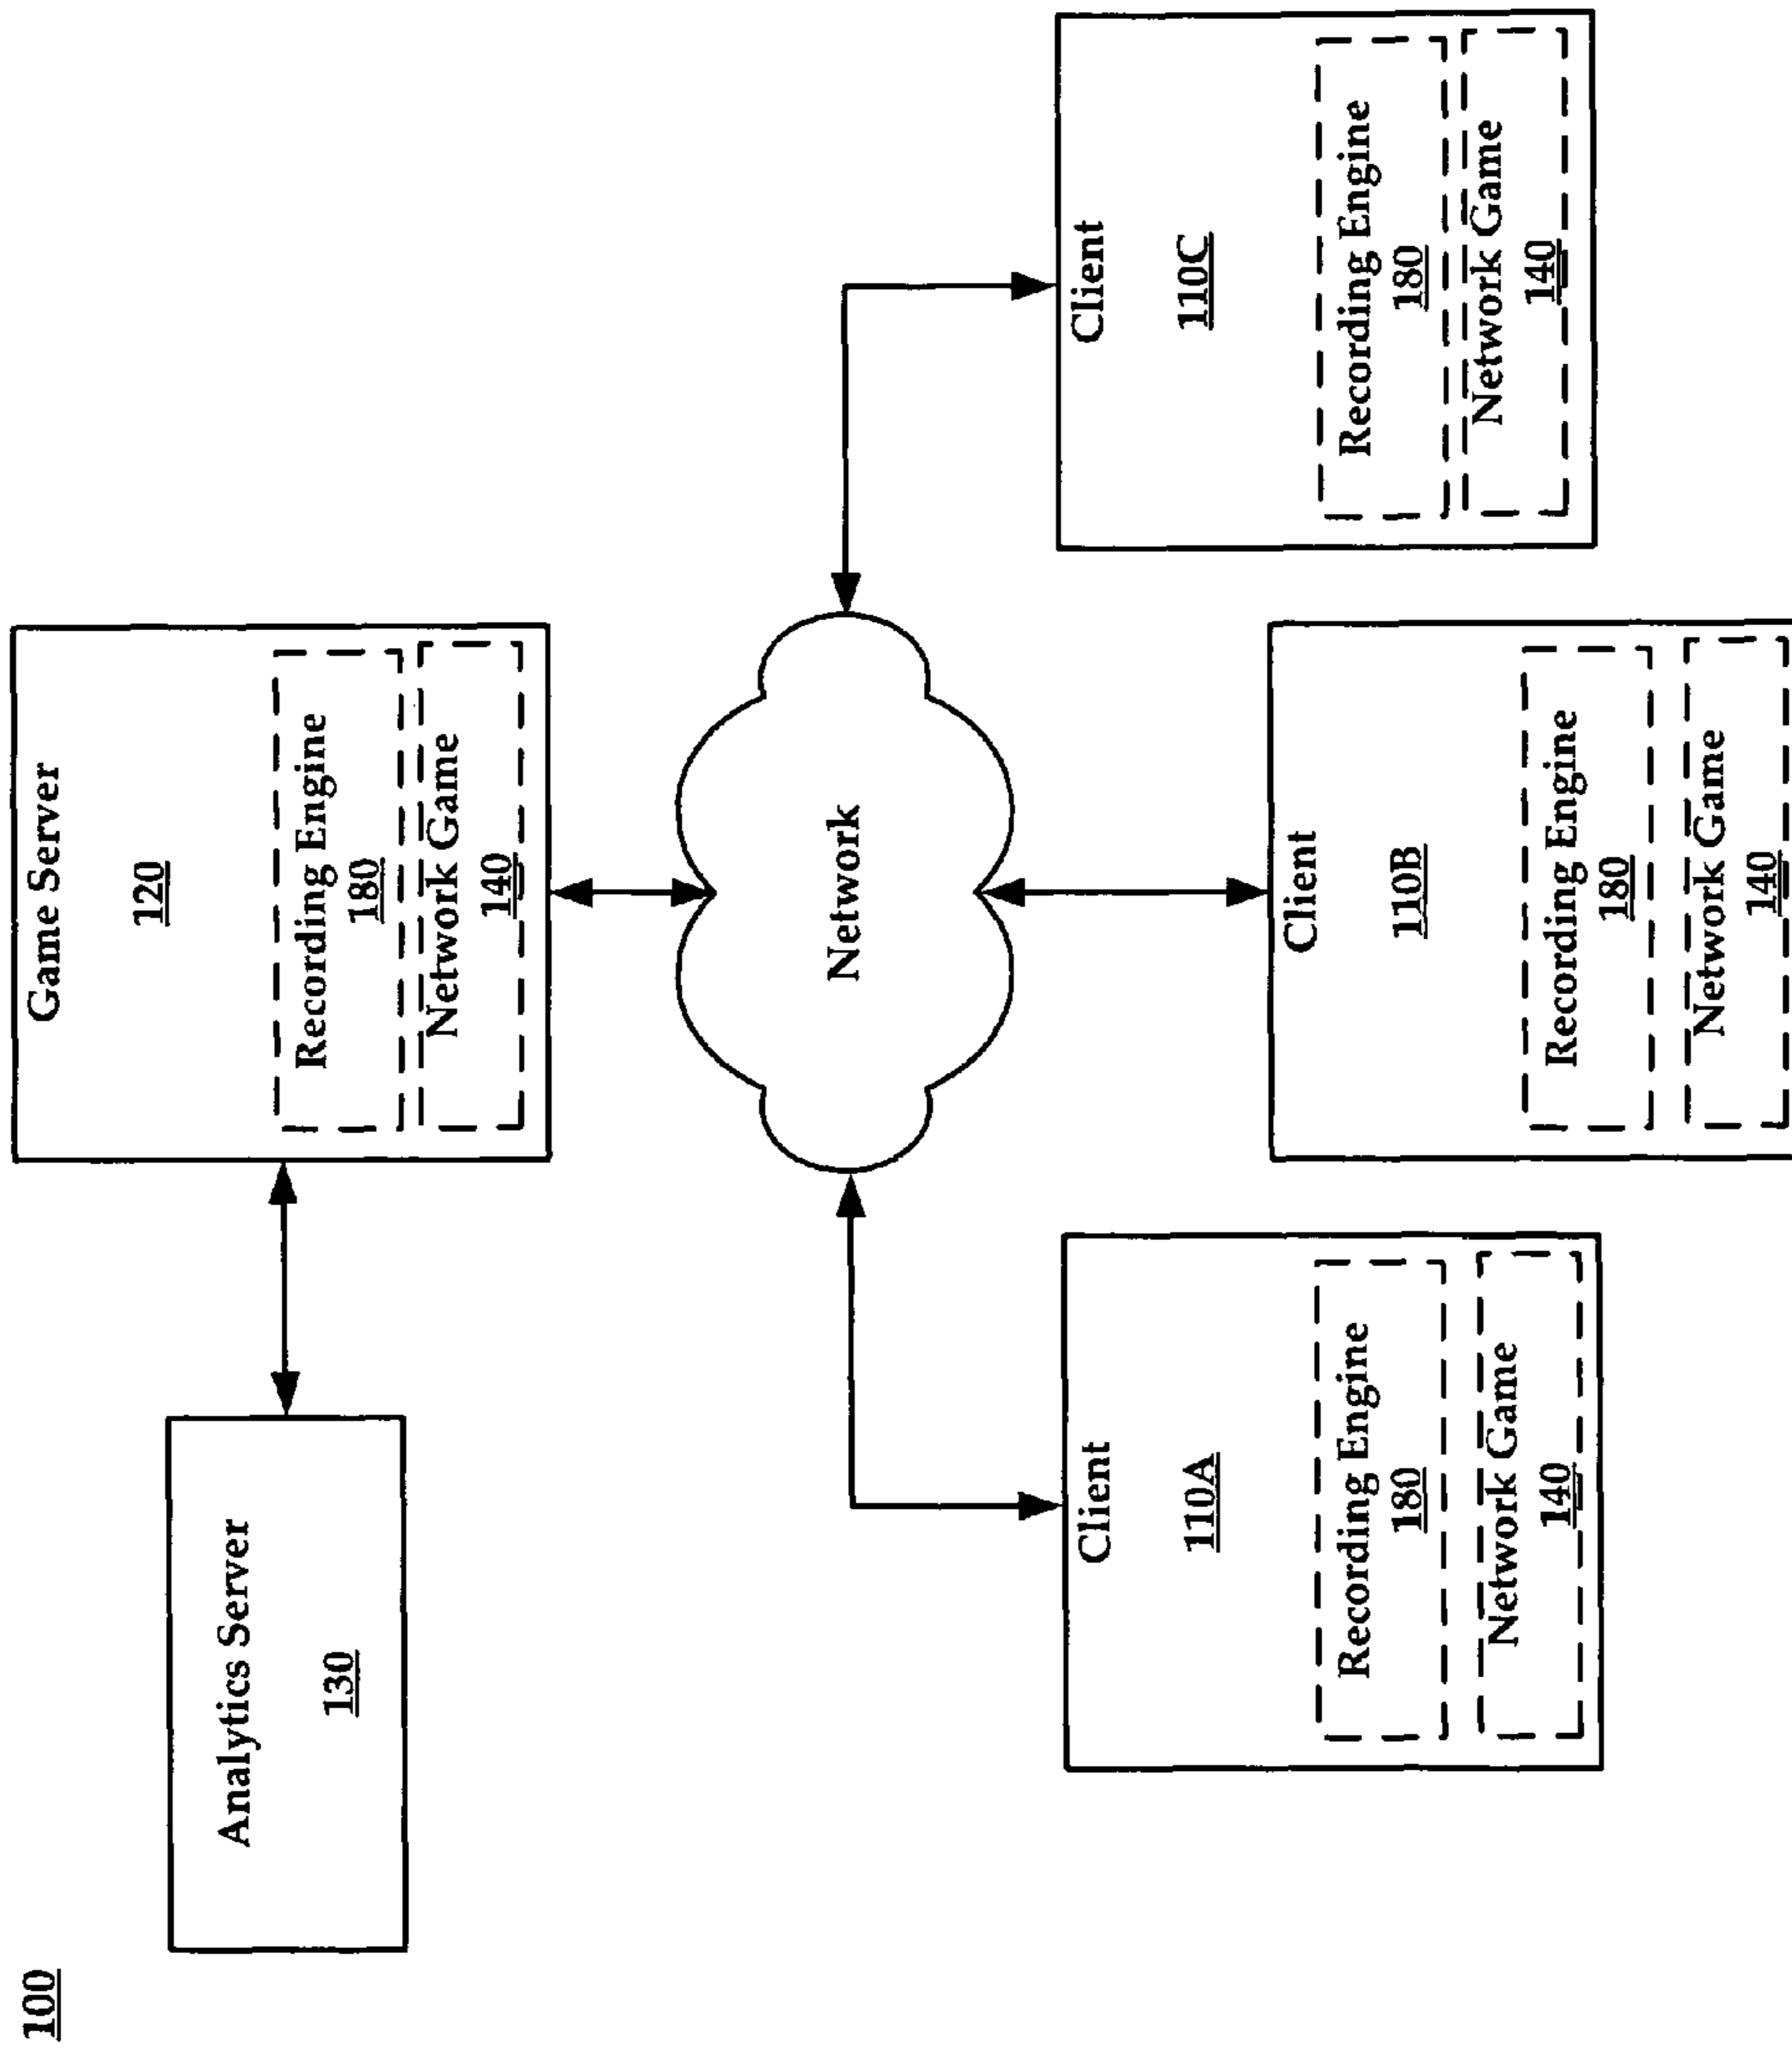 100
Analytics Server
130
Game Server
120
Recording Engine
180
Network Game
140
Network
Client
110A
Recording Engine
180
Network Game
140
Client
110B
Recording Engine
180
Network Game
140
Client
110C
Recording Engine
180
Network Game
140